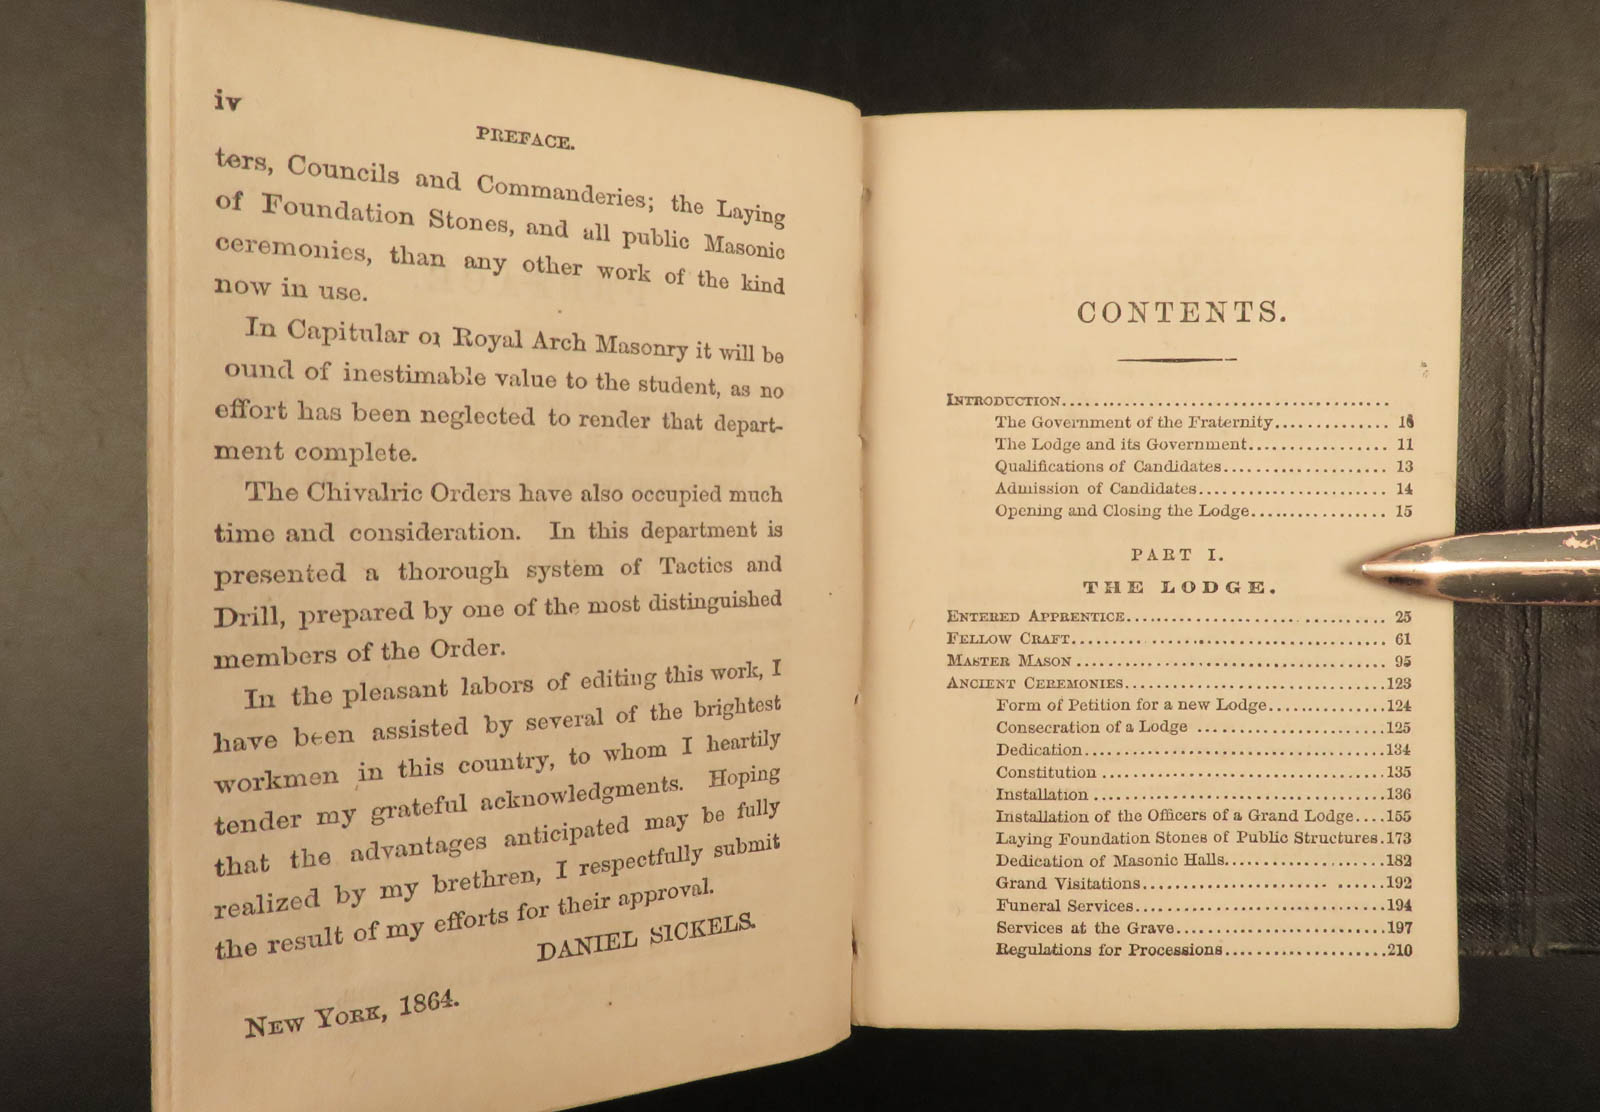 iv
PREFACE.
ters, Councils and Commanderies; the Laying
of Foundation Stones, and all public Masonic
ceremonies, than any other work of the kind
now in use.
In Capitular or Royal Arch Masonry it will be
ound of inestimable value to the student, as no
effort has been neglected to render that depart-
ment complete.
The Chivalric Orders have also occupied much
time and consideration. In this department is
presented a thorough system of Tactics and
Drill, prepared by one of the most distinguished
members of the Order.
In the pleasant labors of editing this work, I
have been assisted by several of the brightest
workmen in this country, to whom I heartily
tender my grateful acknowledgments. Hoping
that the advantages anticipated may be fully
realized by my brethren, I respectfully submit
the result of my efforts for their approval.
DANIEL SICKELS.
NEW YORK, 1864.
CONTENTS.
INTRODUCTION
The Government of the Fraternity
The Lodge and its Government 11
Qualifications of Candidates 13
Admission of Candidates 14
Opening and Closing the Lodge 15
PART I.
THE LODGE.
ENTERED APPRENTICE 25
FELLOW CRAFT 61
MASTER MASON 95
ANCIENT CEREMONIES 123
Form of Petition for a new Lodge 124
Consecration of a Lodge 125
Dedication 134
Constitution 135
Installation 136
Installation of the Officers of a Grand Lodge 155
Laying Foundation Stones of Public Structures 173
Dedication of Masonic Halls 182
Grand Visitations 192
Funeral Services 194
Services at the Grave 197
Regulations for Processions 210